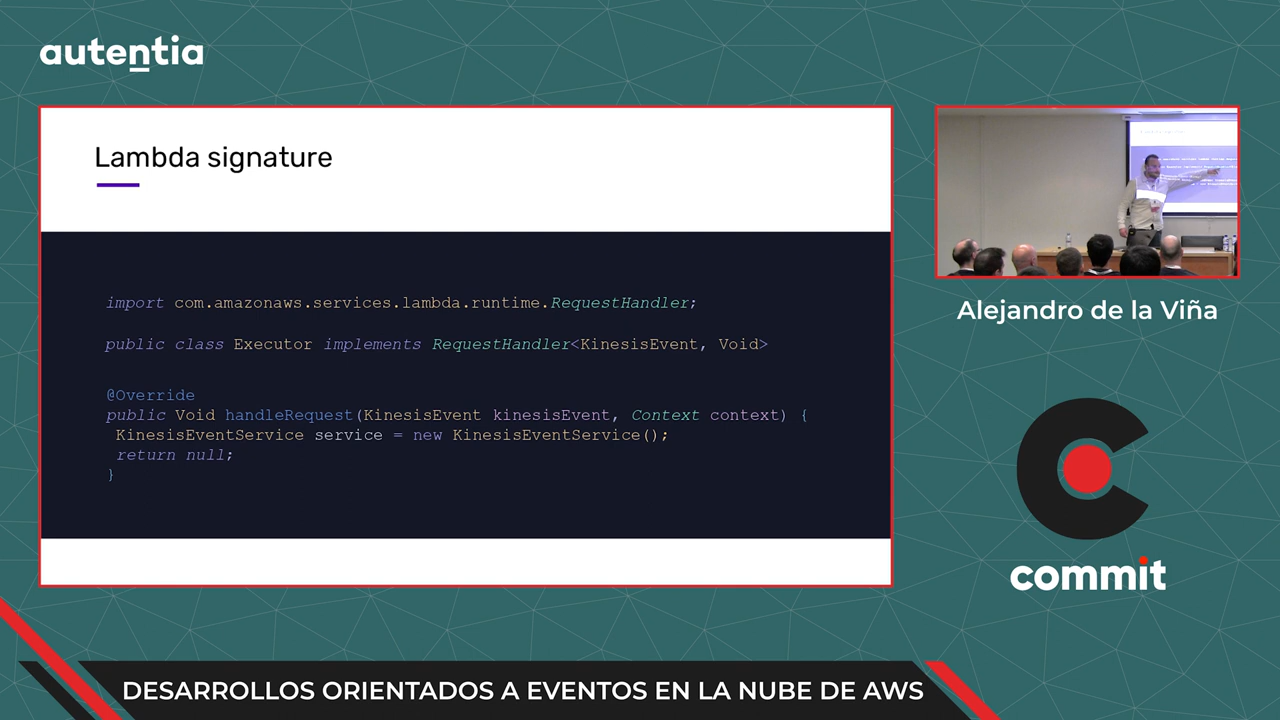 autentia
Lambda signature
import com.amazonaws.services.lambda.runtime.RequestHandler;
public class Executor implements RequestHandler<KinesisEvent, Void>
@Override
public Void handleRequest(KinesisEvent kinesisEvent, Context context) {
KinesisEventService service = new KinesisEventService();
return null;
}
Alejandro de la Viña
commit
DESARROLLOS ORIENTADOS A EVENTOS EN LA NUBE DE AWS